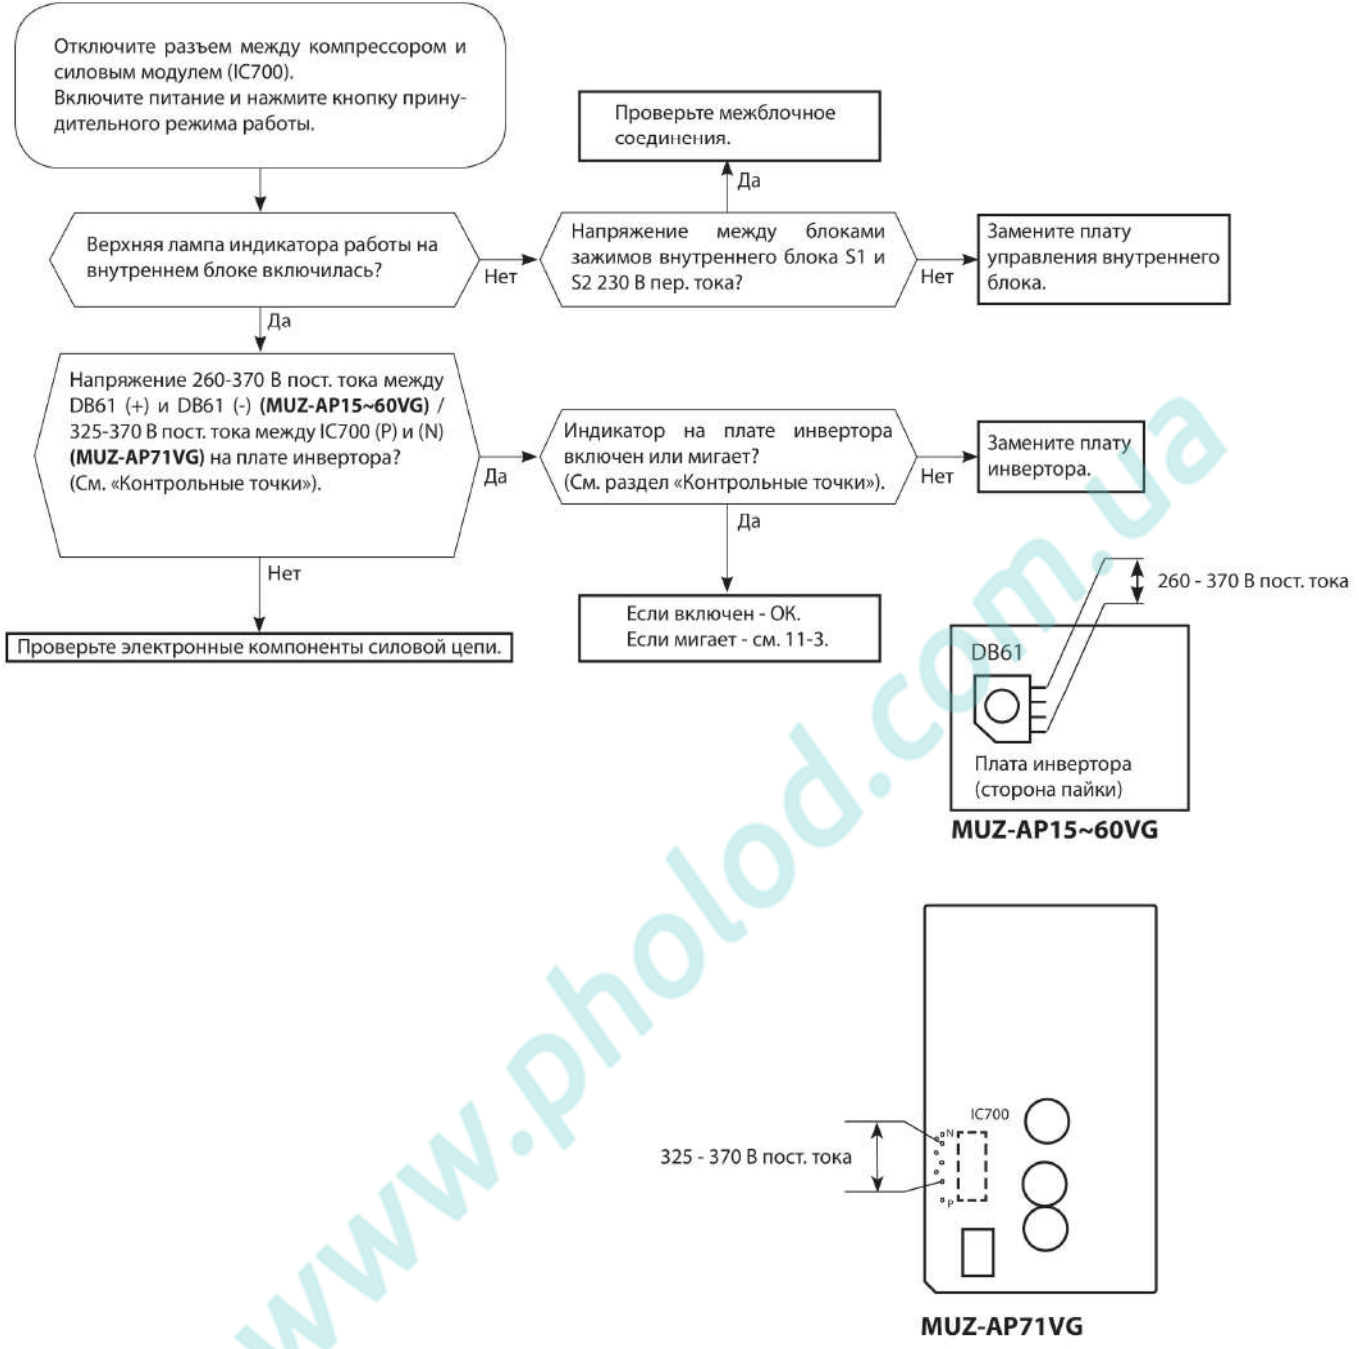 Отключите разъем между компрессором и
силовым модулем (IC700).
Включите питание и нажмите кнопку прину-
дительного режима работы.
Проверьте межблочное
соединения.
Да
Верхняя лампа индикатора работы на
внутреннем блоке включилась?
Нет
Напряжение между блоками
зажимов внутреннего блока S1 и
S2 230 В пер. тока?
Нет
Замените плату
управления внутреннего
блока.
Да
Напряжение 260-370 В пост. тока между
DB61 (+) и DB61 (-) (MUZ-AP15~60VG) /
325-370 В пост. тока между IC700 (P) и (N)
(MUZ-AP71VG) на плате инвертора?
(См. «Контрольные точки»).
Да
Индикатор на плате инвертора
включен или мигает?
(См. раздел «Контрольные точки»).
Нет
Замените плату
инвертора.
Да
Нет
Если включен - ОК.
Если мигает - см. 11-3.
Проверьте электронные компоненты силовой цепи.
260 - 370 В пост. тока
DB61
Плата инвертора
(сторона пайки)
MUZ-AP15~60VG
IC700
N
325 - 370 В пост. тока
P
MUZ-AP71VG
www.pholod.com.ua